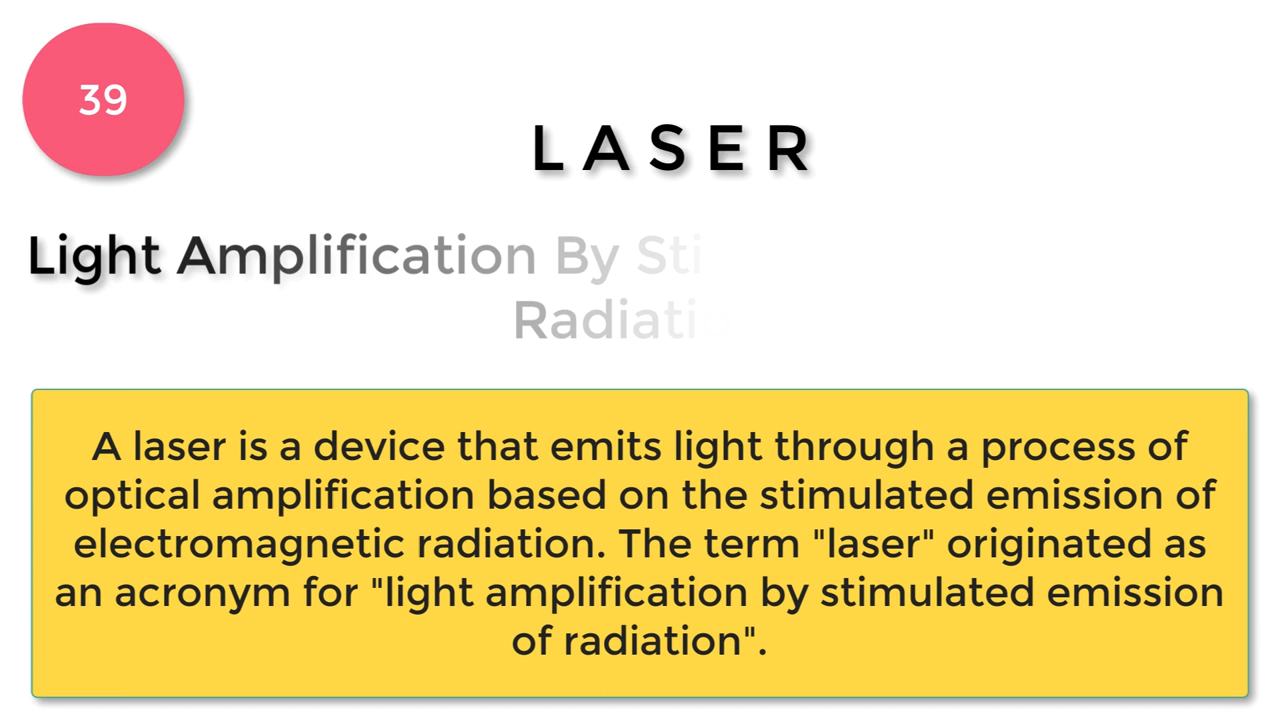 39
L A S E R
Light Amplification By
A laser is a device that emits light through a process of
optical amplification based on the stimulated emission of
electromagnetic radiation. The term "laser" originated as
an acronym for "light amplification by stimulated emission
of radiation".